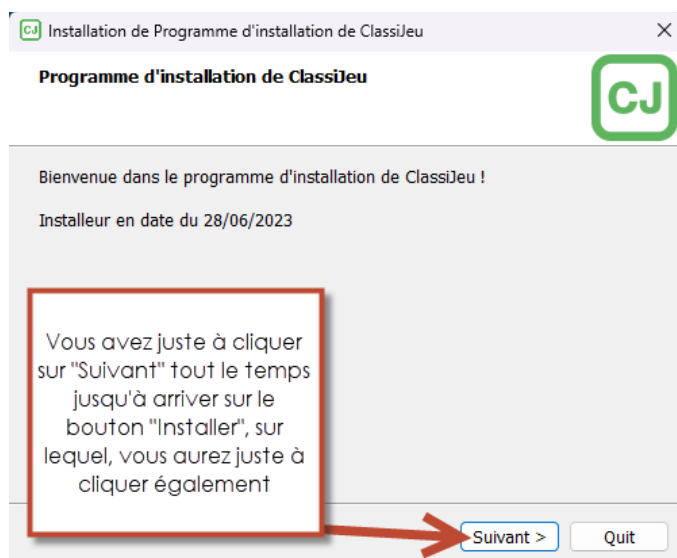 CJ Installation de Programme d'installation de ClassiJeu
Programme d'installation de ClassiJeu
CJ
Bienvenue dans le programme d'installation de ClassiJeu !
Installeur en date du 28/06/2023
Vous avez juste à cliquer
sur "Suivant" tout le temps
jusqu'à arriver sur le
bouton "Installer", sur
lequel, vous aurez juste à
cliquer également
Suivant >
Quit